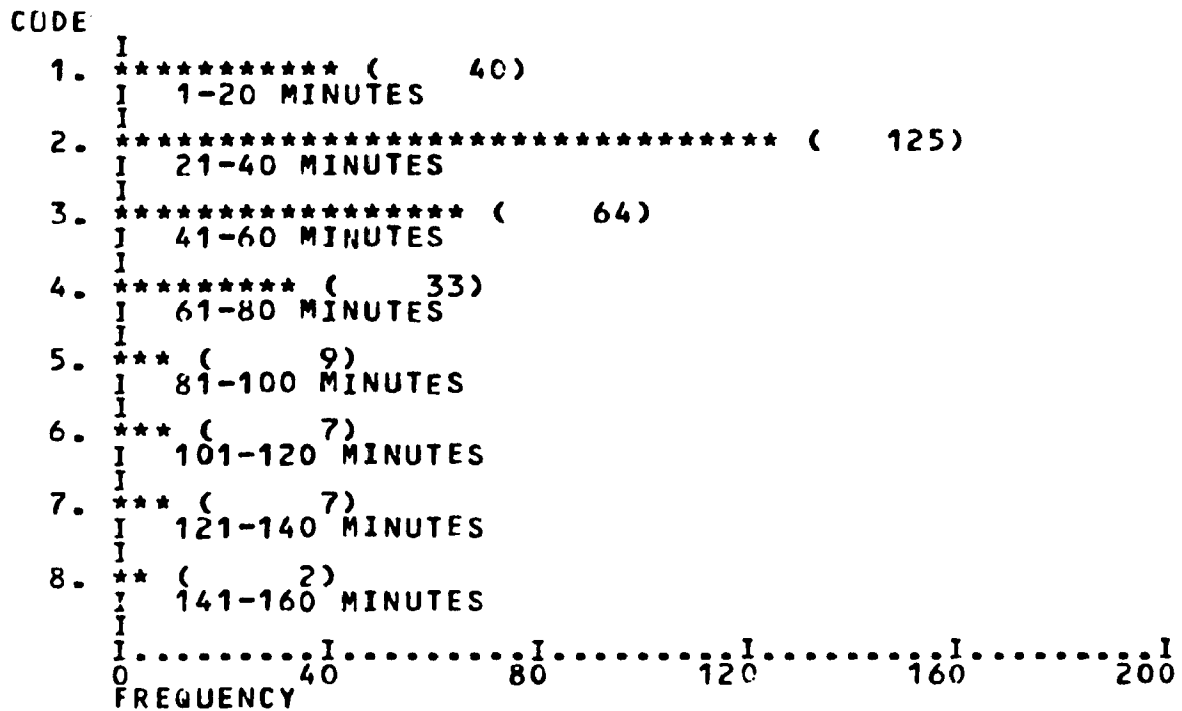 CODE
I
1. *********** ( 40)
I 1-20 MINUTES
I
2. ******************************** ( 125)
I 21-40 MINUTES
I
3. ***************** ( 64)
I 41-60 MINUTES
I
4. ********* ( 33)
I 61-80 MINUTES
I
5. *** ( 9)
I 81-100 MINUTES
I
6. *** ( 7)
I 101-120 MINUTES
I
7. *** ( 7)
I 121-140 MINUTES
I
8. ** ( 2)
I 141-160 MINUTES
I
I.........I.........I.........I.........I.........I
0 40 80 120 160 200
FREQUENCY